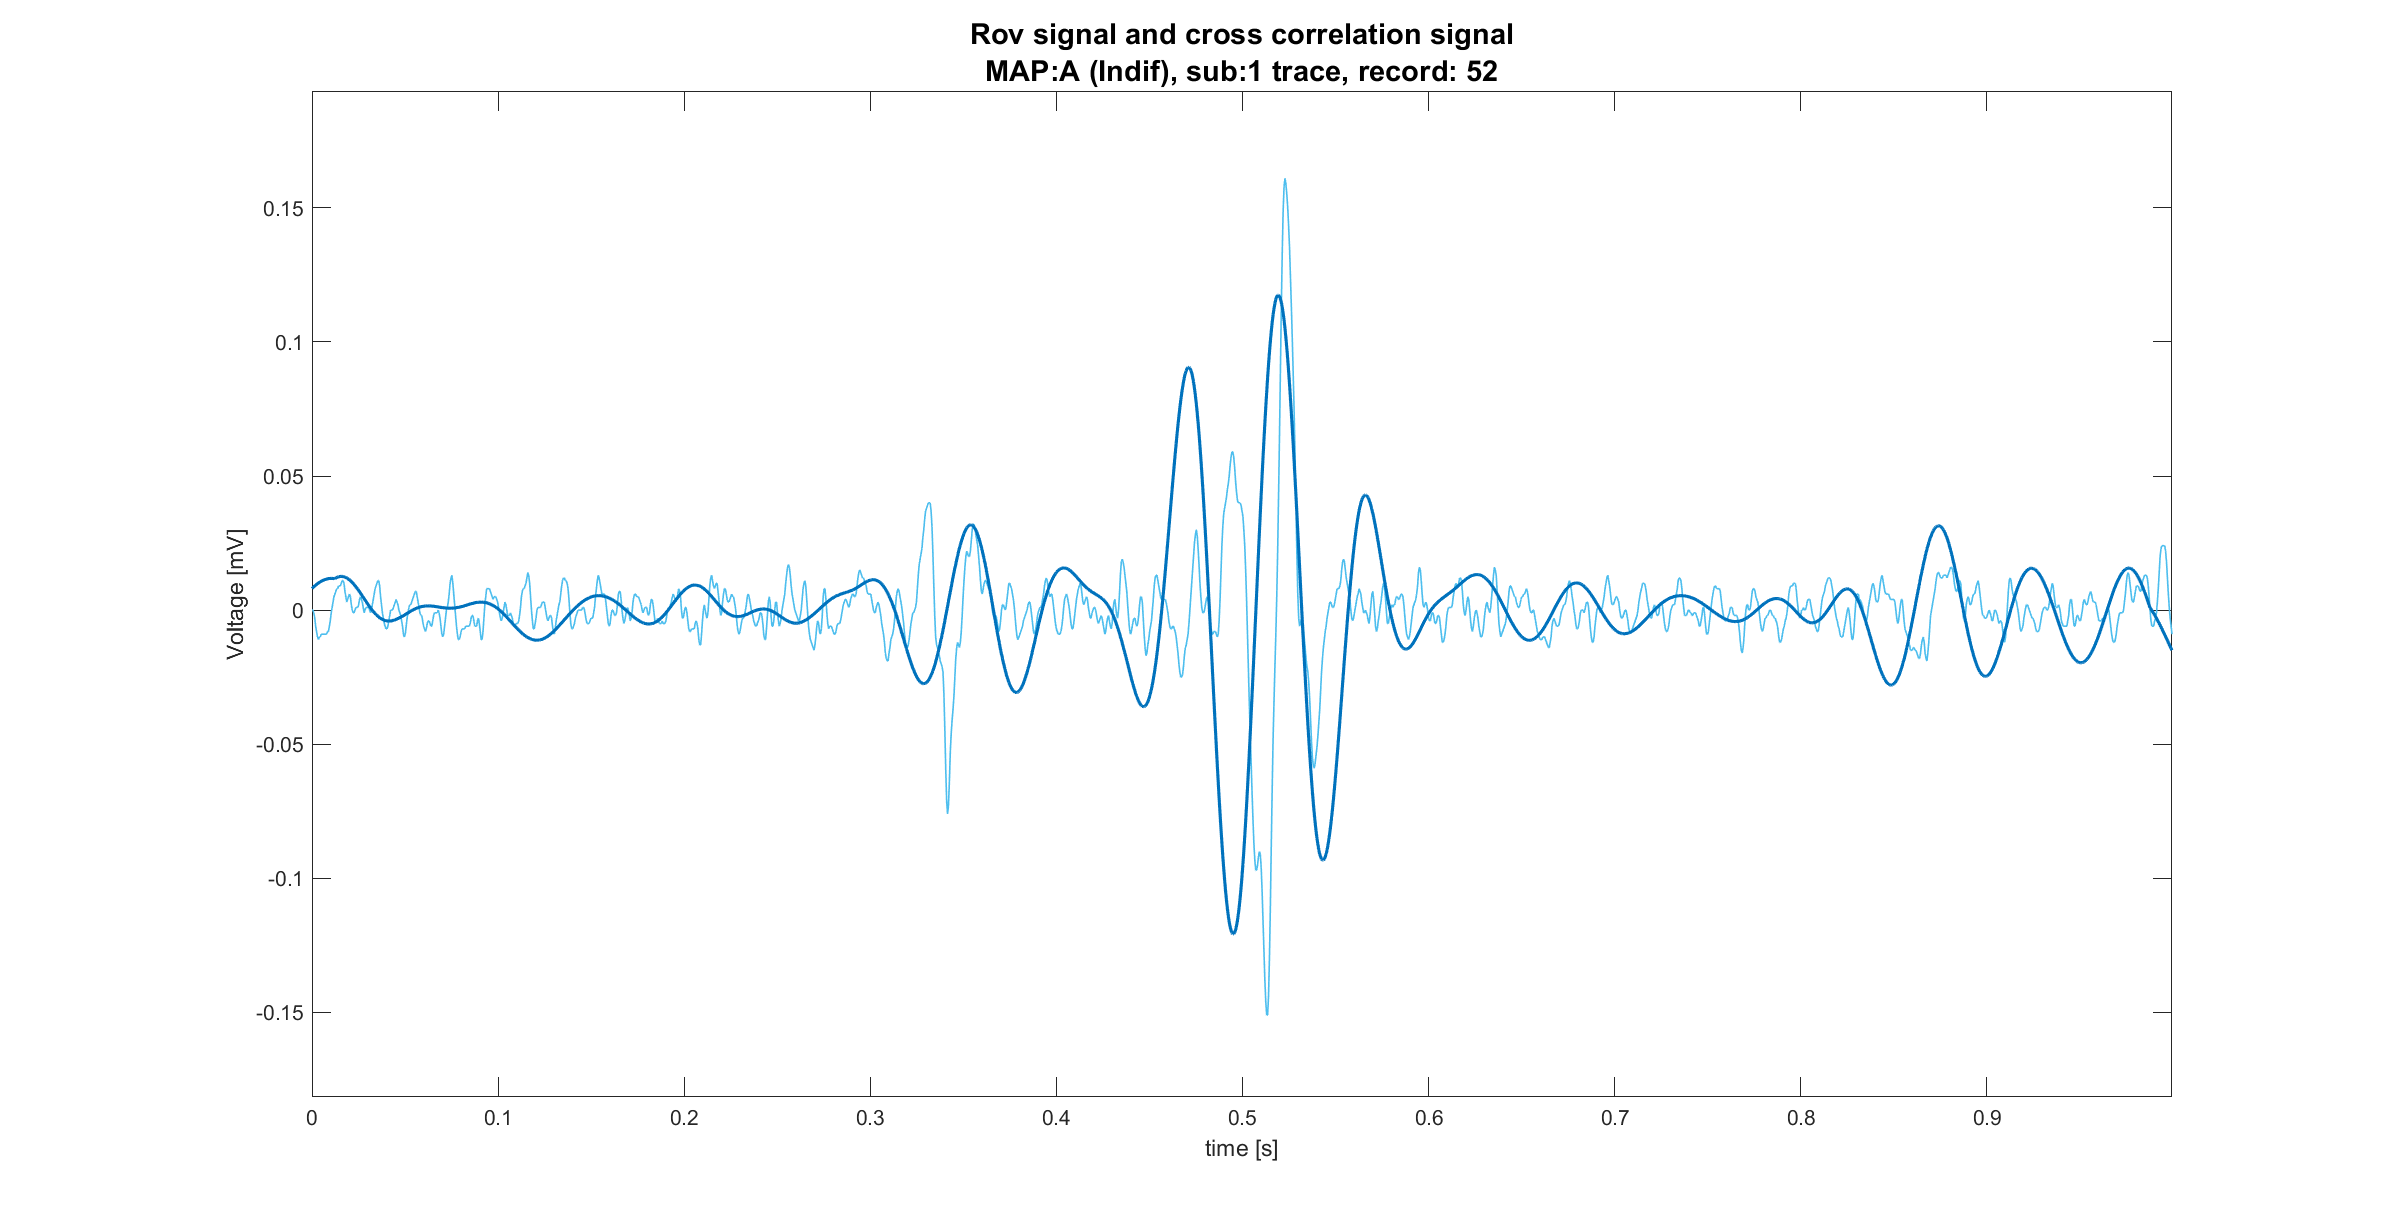 Rov signal and cross correlation signal
MAP:A (Indif), sub:1 trace, record: 52
Voltage [mV]
0.15
0.1
0.05
0
-0.05
-0.1
-0.15
0 0.1 0.2 0.3 0.4 0.5 0.6 0.7 0.8 0.9
time [s]